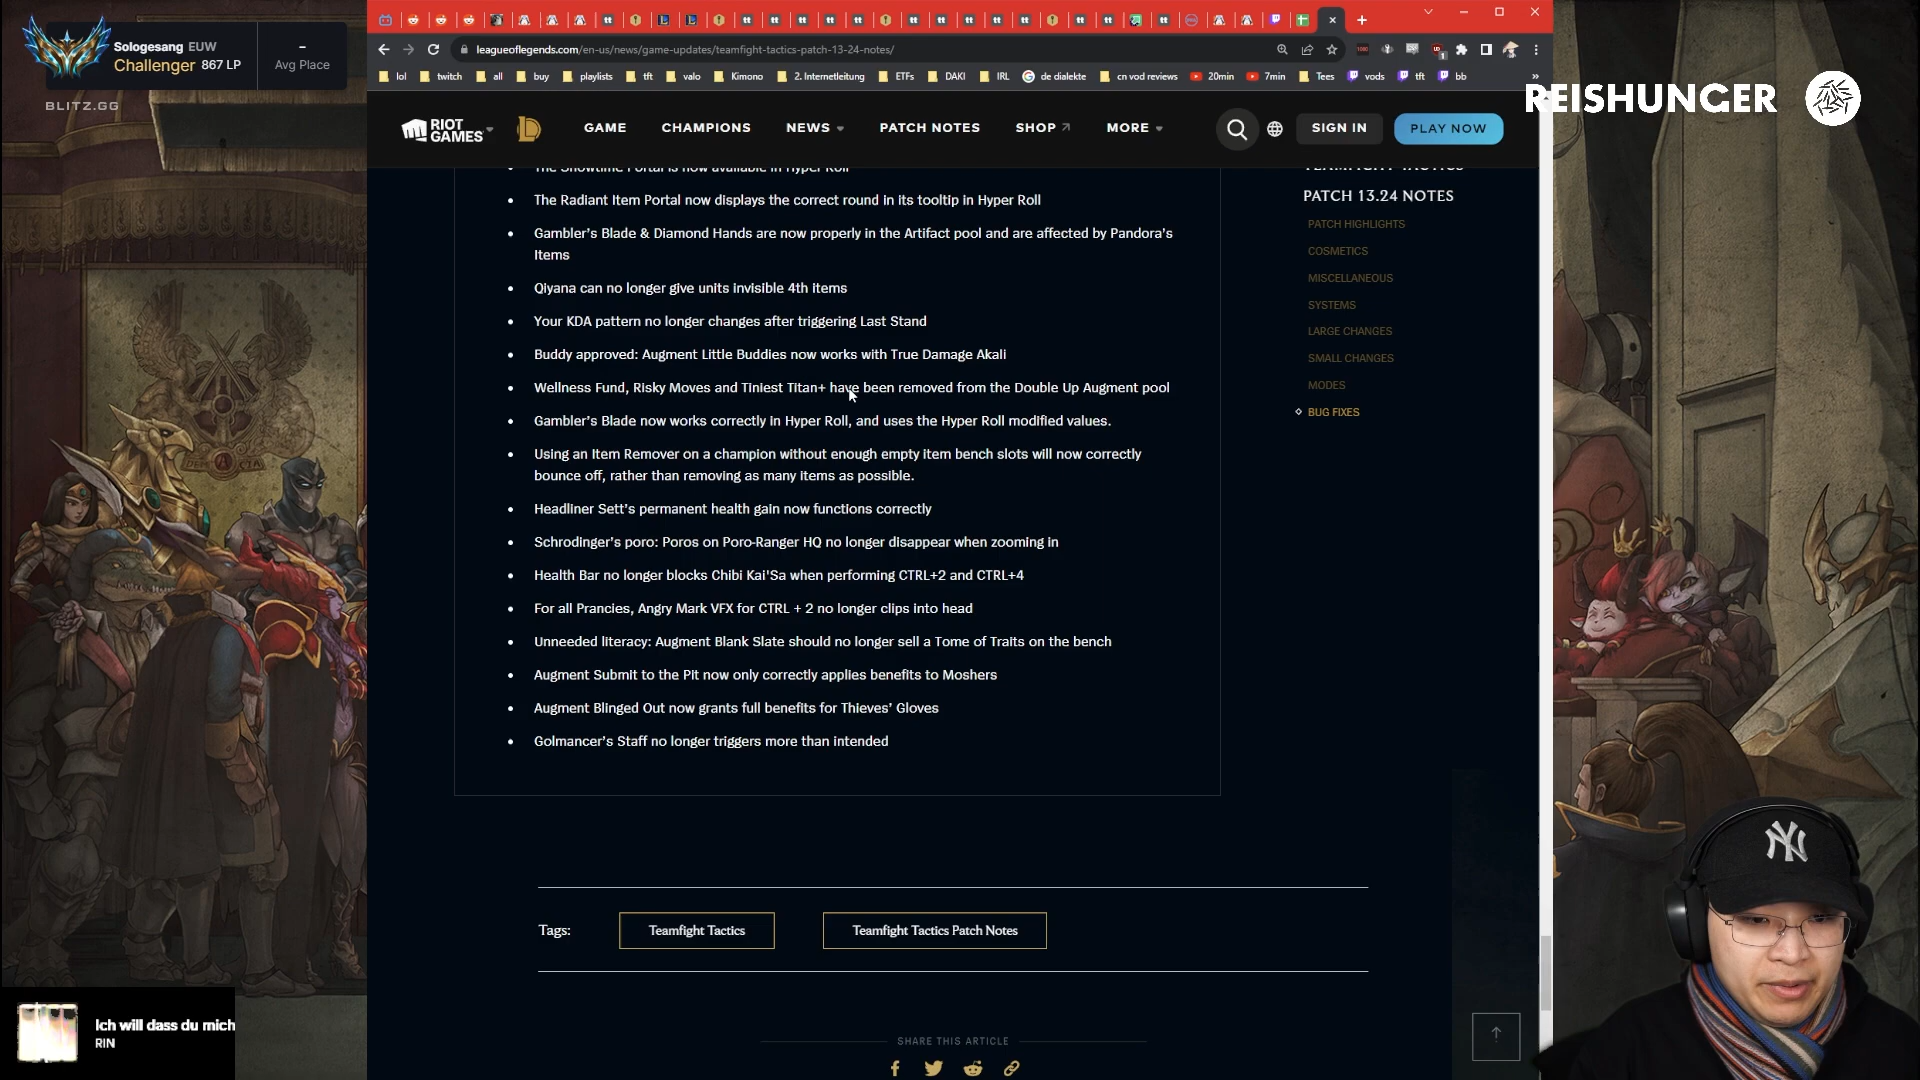 Sologesang EUW
Challenger 867 LP
–
Avg Place
BLITZ.GG
leagueoflegends.com/en-us/news/game-updates/teamfight-tactics-patch-13-24-notes/
lol
twitch
all
buy
playlists
tft
valo
Kimono
2. Internetleitung
ETFs
DAKI
IRL
de dialekte
cn vod reviews
20min
7min
Tees
vods
tft
bb
REISHUNGER
RIOT GAMES
GAME
CHAMPIONS
NEWS
PATCH NOTES
SHOP
MORE
SIGN IN
PLAY NOW
The Showtime Portal is now available in Hyper Roll
The Radiant Item Portal now displays the correct round in its tooltip in Hyper Roll
Gambler's Blade & Diamond Hands are now properly in the Artifact pool and are affected by Pandora's
Items
Qiyana can no longer give units invisible 4th items
Your KDA pattern no longer changes after triggering Last Stand
Buddy approved: Augment Little Buddies now works with True Damage Akali
Wellness Fund, Risky Moves and Tiniest Titan+ have been removed from the Double Up Augment pool
Gambler's Blade now works correctly in Hyper Roll, and uses the Hyper Roll modified values.
Using an Item Remover on a champion without enough empty item bench slots will now correctly
bounce off, rather than removing as many items as possible.
Headliner Sett's permanent health gain now functions correctly
Schrodinger's poro: Poros on Poro-Ranger HQ no longer disappear when zooming in
Health Bar no longer blocks Chibi Kai'Sa when performing CTRL+2 and CTRL+4
For all Prancies, Angry Mark VFX for CTRL + 2 no longer clips into head
Unneeded literacy: Augment Blank Slate should no longer sell a Tome of Traits on the bench
Augment Submit to the Pit now only correctly applies benefits to Moshers
Augment Blinged Out now grants full benefits for Thieves' Gloves
Golmancer's Staff no longer triggers more than intended
TEAMFIGHT TACTICS
PATCH 13.24 NOTES
PATCH HIGHLIGHTS
COSMETICS
MISCELLANEOUS
SYSTEMS
LARGE CHANGES
SMALL CHANGES
MODES
BUG FIXES
Tags:
Teamfight Tactics
Teamfight Tactics Patch Notes
SHARE THIS ARTICLE
Ich will dass du mich
RIN
NY